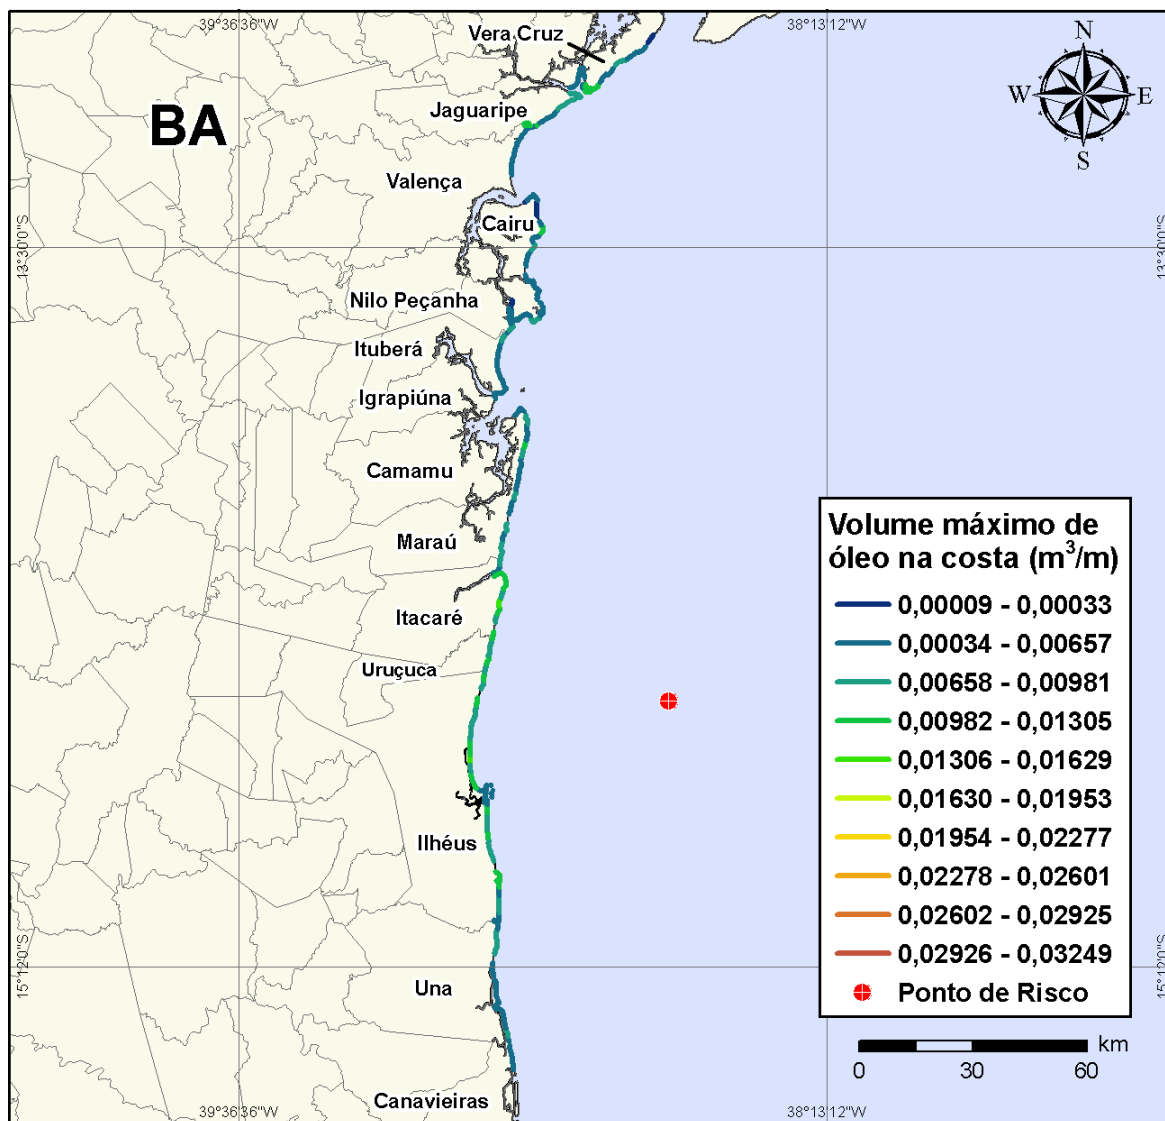 39°36'36"W
38°13'12"W
Vera Cruz
N
W
E
S
BA
Jaguaripe
Valença
Cairu
13°30'0"S
13°30'0"S
Nilo Peçanha
Ituberá
Igrapiúna
Camamu
Maraú
Itacaré
Uruçuca
Ilhéus
Una
Canavieiras
15°12'0"S
15°12'0"S
Volume máximo de
óleo na costa (m³/m)
0,00009 - 0,00033
0,00034 - 0,00657
0,00658 - 0,00981
0,00982 - 0,01305
0,01306 - 0,01629
0,01630 - 0,01953
0,01954 - 0,02277
0,02278 - 0,02601
0,02602 - 0,02925
0,02926 - 0,03249
Ponto de Risco
km
0 30 60
39°36'36"W
38°13'12"W